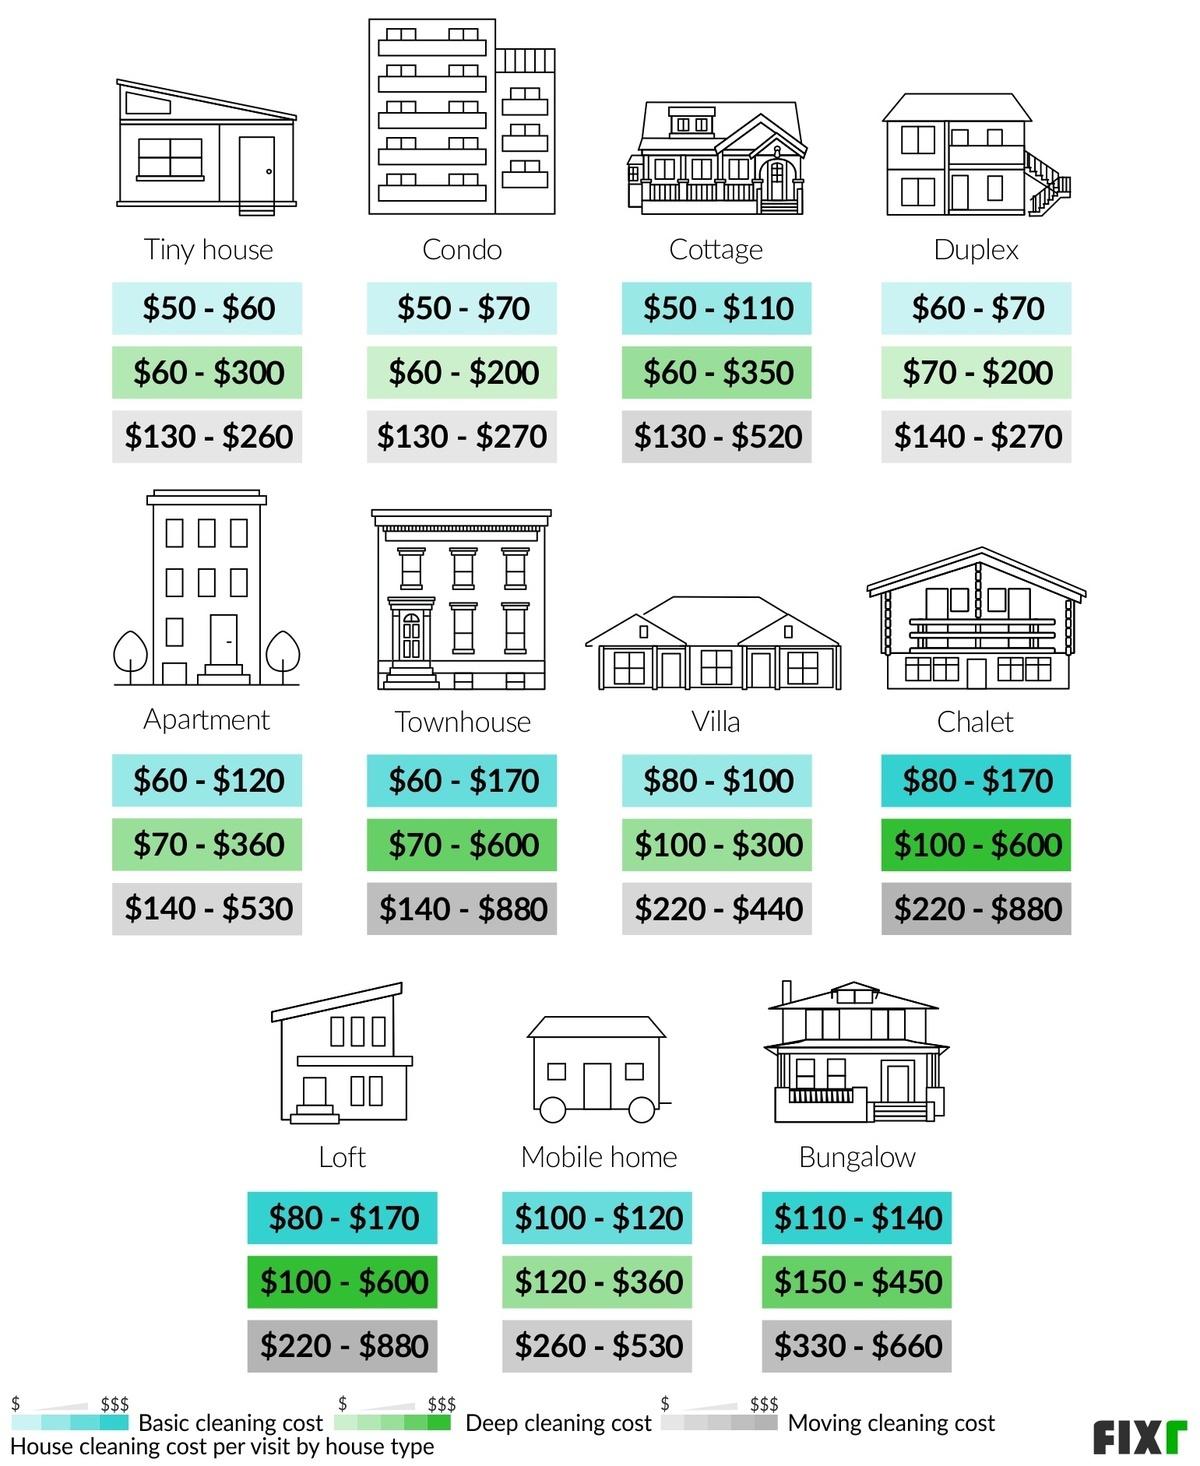 Tiny house
Condo
Cottage
Duplex
$50 - $60
$50 - $70
$50 - $110
$60 - $70
$60 - $300
$60 - $200
$60 - $350
$70 - $200
$130 - $260
$130 - $270
$130 - $520
$140 - $270
Apartment
Townhouse
Villa
Chalet
$60 - $120
$60 - $170
$80 - $100
$80 - $170
$70 - $360
$70 - $600
$100 - $300
$100 - $600
$140 - $530
$140 - $880
$220 - $440
$220 - $880
Loft
Mobile home
Bungalow
$80 - $170
$100 - $120
$110 - $140
$100 - $600
$120 - $360
$150 - $450
$220 - $880
$260 - $530
$330 - $660
$ $$$ Basic cleaning cost
$ $$$ Deep cleaning cost
$ $$$ Moving cleaning cost
House cleaning cost per visit by house type
FIXr